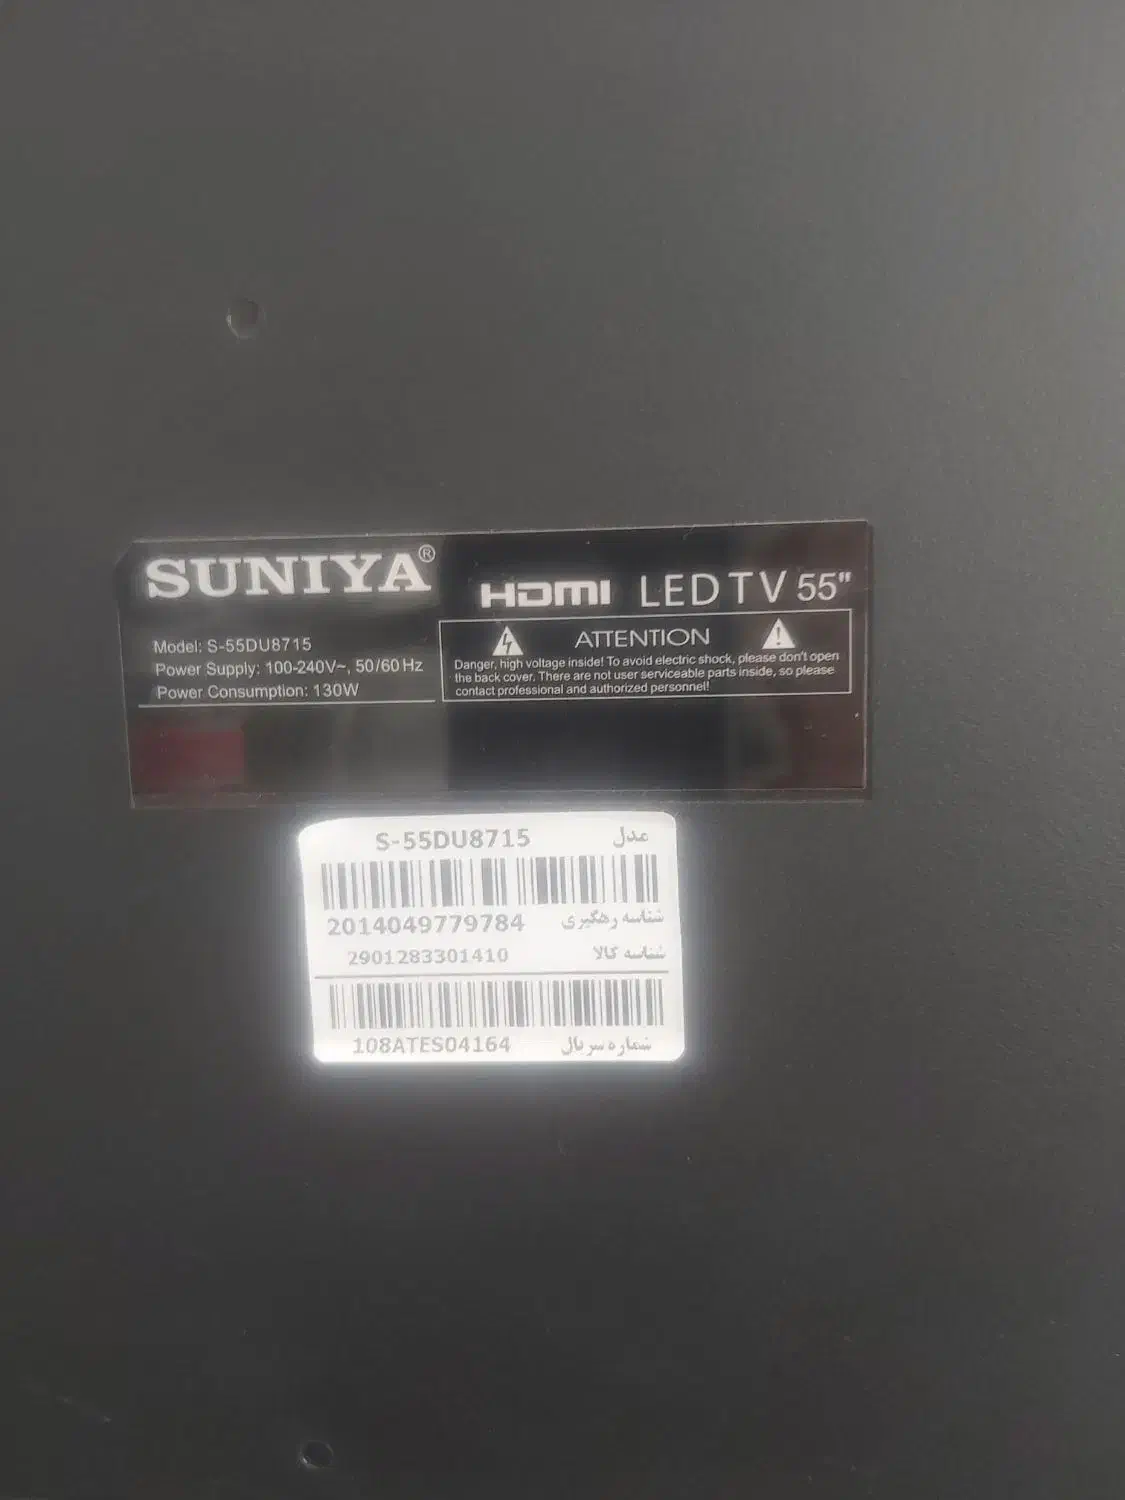 SUNIYA®
HDMI LED TV 55"
Model: S-55DU8715
Power Supply: 100-240V~, 50/60 Hz
Power Consumption: 130W
ATTENTION
Danger, high voltage inside! To avoid electric shock, please don't open
the back cover. There are not user serviceable parts inside, so please
contact professional and authorized personnel!
مدل S-55DU8715
شناسه رهگیری 2014049779784
شناسه کالا 2901283301410
شماره سریال 108ATES04164